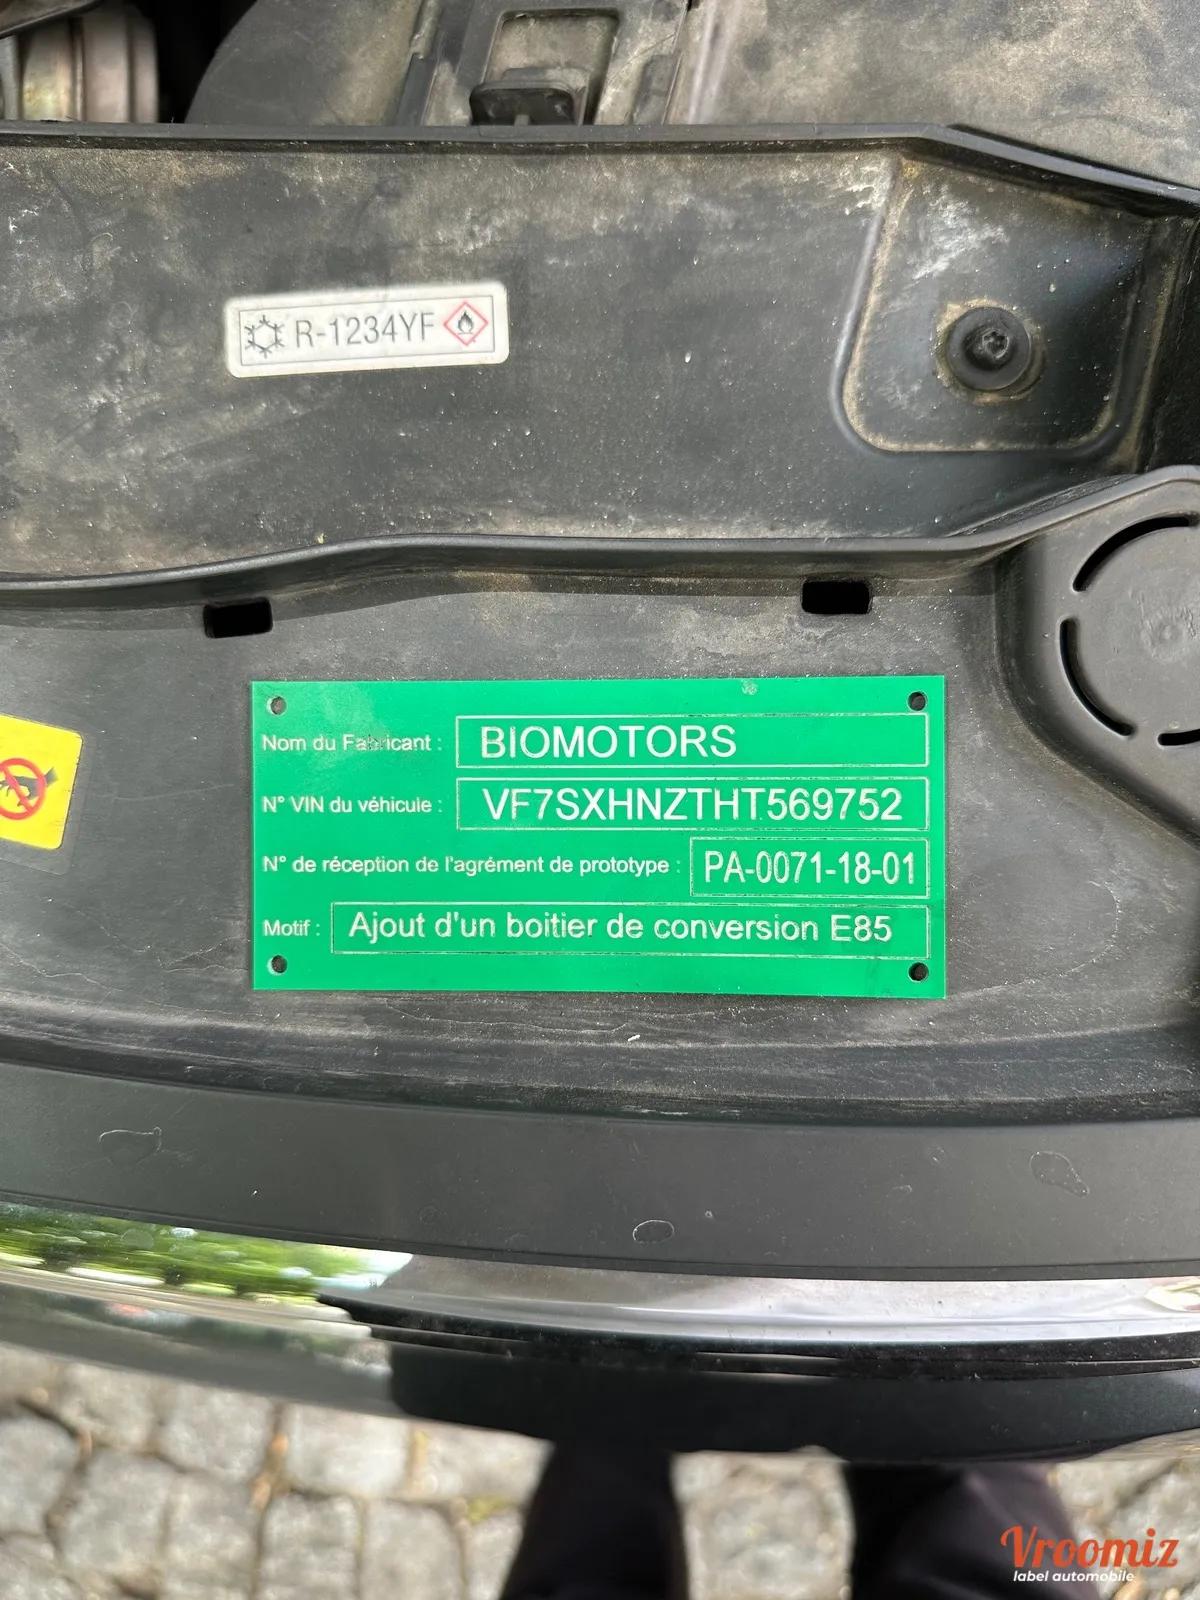 R-1234YF
Nom du Fabricant : BIOMOTORS
N° VIN du véhicule : VF7SXHNZTHT569752
N° de réception de l'agrément de prototype : PA-0071-18-01
Motif : Ajout d'un boitier de conversion E85
Vroomiz
label automobile